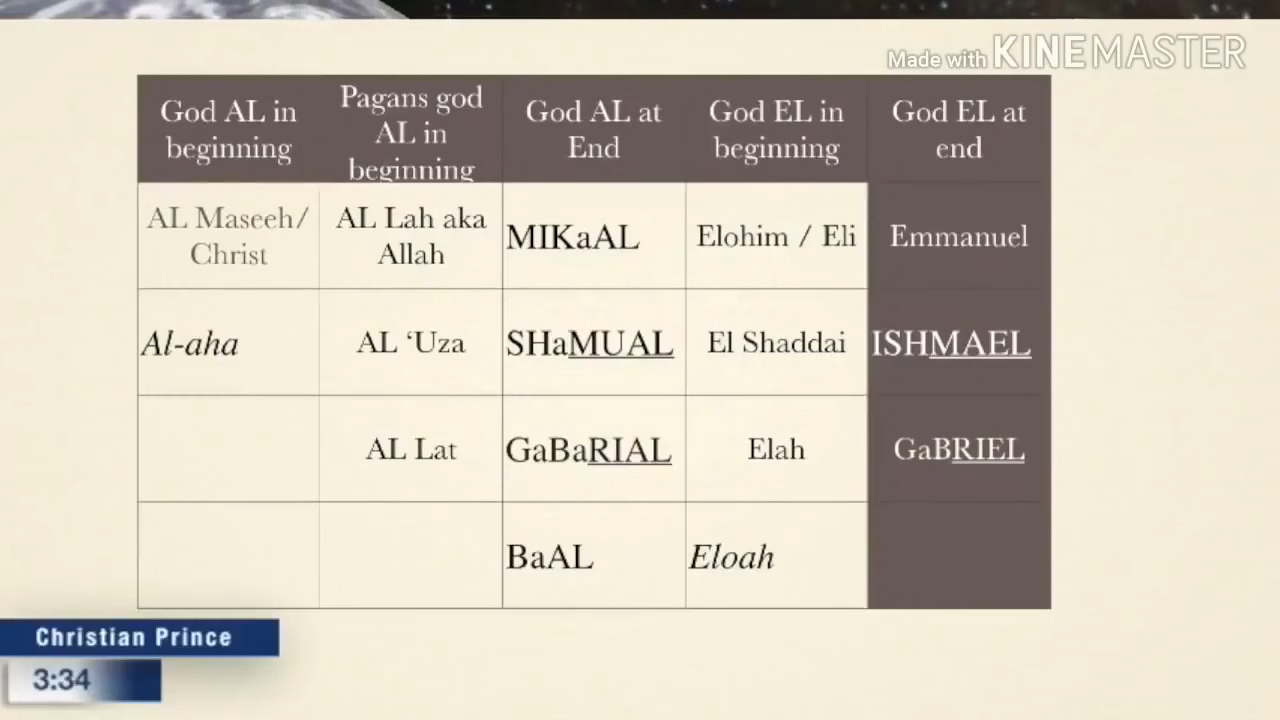 Made with KINEMASTER
God AL in beginning
Pagans god AL in beginning
God AL at End
God EL in beginning
God EL at end
AL Maseeh/ Christ
AL Lah aka Allah
MIKaAL
Elohim / Eli
Emmanuel
Al-aha
AL ‘Uza
SHaMUAL
El Shaddai
ISHMAEL
AL Lat
GaBaRIAL
Elah
GaBRIEL
BaAL
Eloah
Christian Prince
3:34